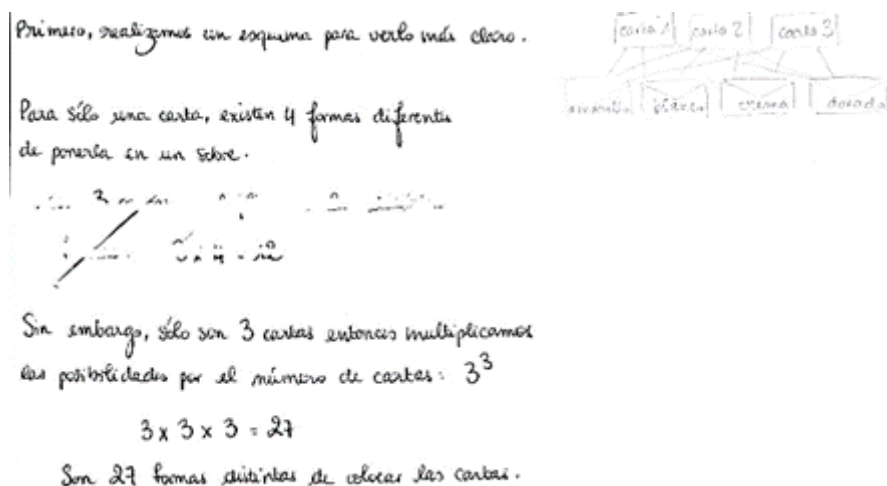 Primero, realizamos un esquema para verlo más claro.
carta 1 carta 2 carta 3
amarillo blanco crema dorado
Para sólo una carta, existen 4 formas diferentes
de ponerla en un sobre.
Sin embargo, sólo son 3 cartas entonces multiplicamos
las posibilidades por el número de cartas: 3³
3 x 3 x 3 = 27
Son 27 formas distintas de colocar las cartas.